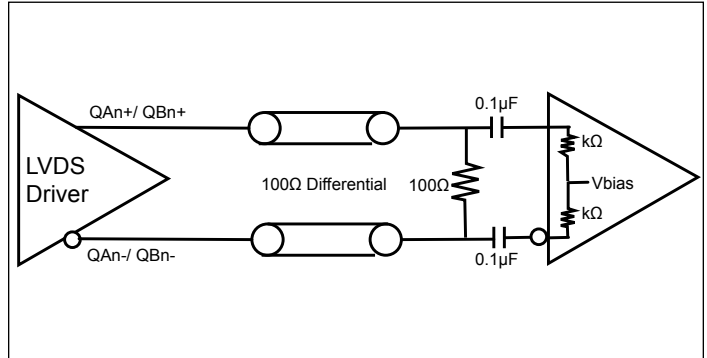 0.1μF
QAn+/ QBn+
kΩ
LVDS
Driver
100Ω Differential
100Ω
Vbias
kΩ
QAn-/ QBn-
0.1μF